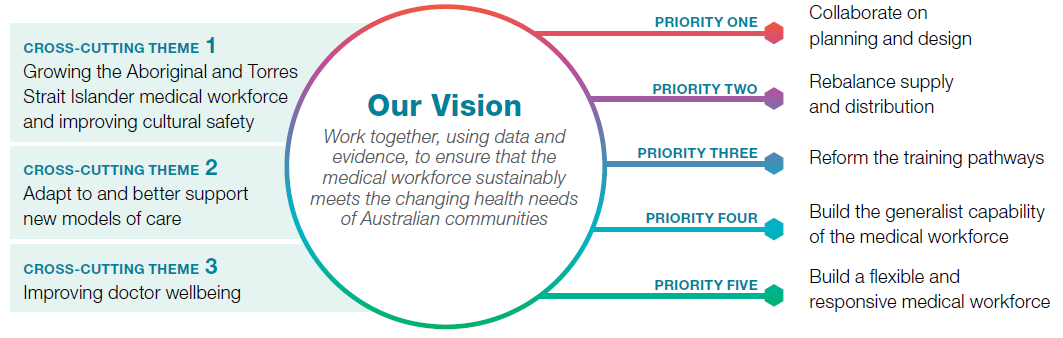 CROSS-CUTTING THEME 1
Growing the Aboriginal and Torres
Strait Islander medical workforce
and improving cultural safety
CROSS-CUTTING THEME 2
Adapt to and better support
new models of care
CROSS-CUTTING THEME 3
Improving doctor wellbeing
Our Vision
Work together, using data and
evidence, to ensure that the
medical workforce sustainably
meets the changing health needs
of Australian communities
PRIORITY ONE
Collaborate on
planning and design
PRIORITY TWO
Rebalance supply
and distribution
PRIORITY THREE
Reform the training pathways
PRIORITY FOUR
Build the generalist capability
of the medical workforce
PRIORITY FIVE
Build a flexible and
responsive medical workforce